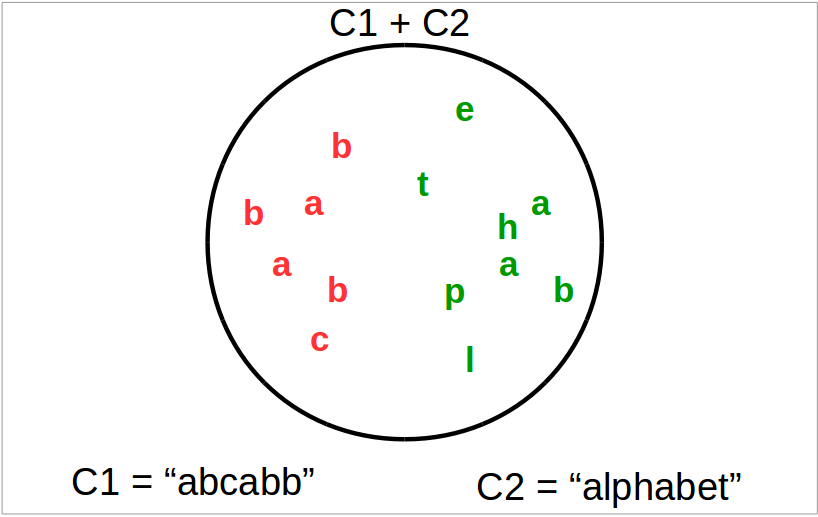 C1 + C2
e
b
t
b a a
h
a a
b p b
c
l
C1 = “abcabb” C2 = “alphabet”